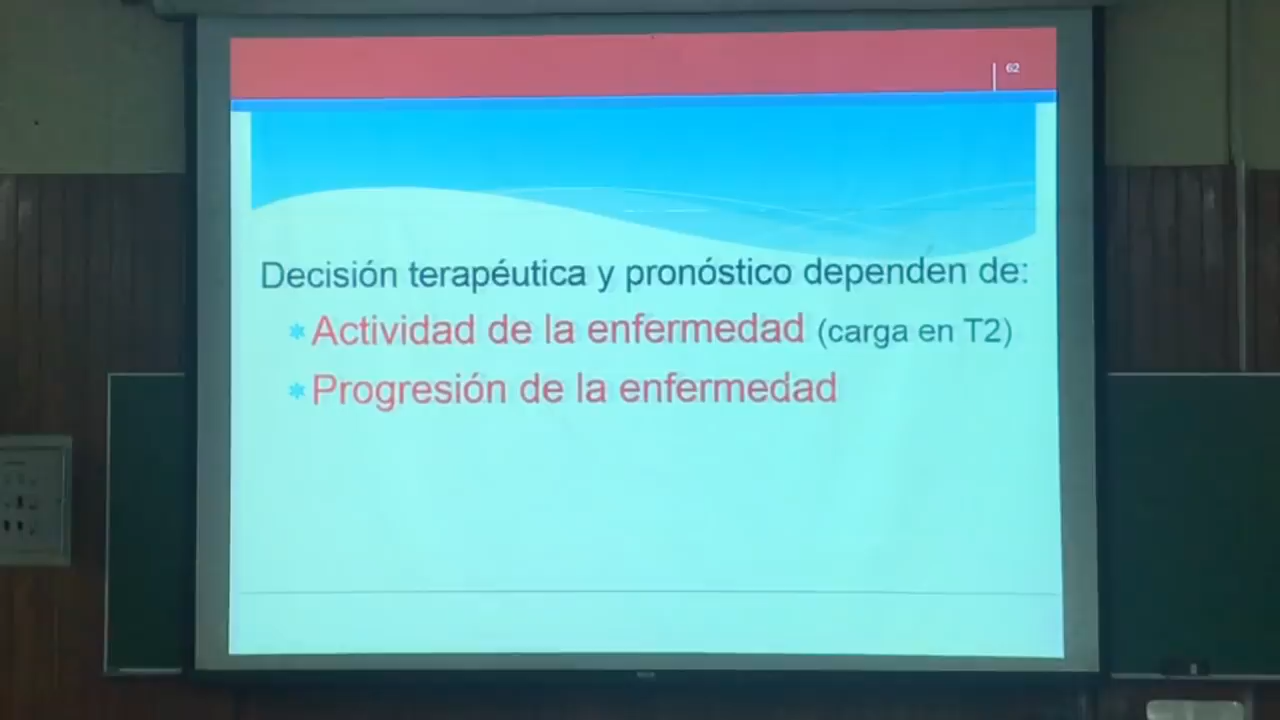 62
Decisión terapéutica y pronóstico dependen de:
Actividad de la enfermedad (carga en T2)
Progresión de la enfermedad